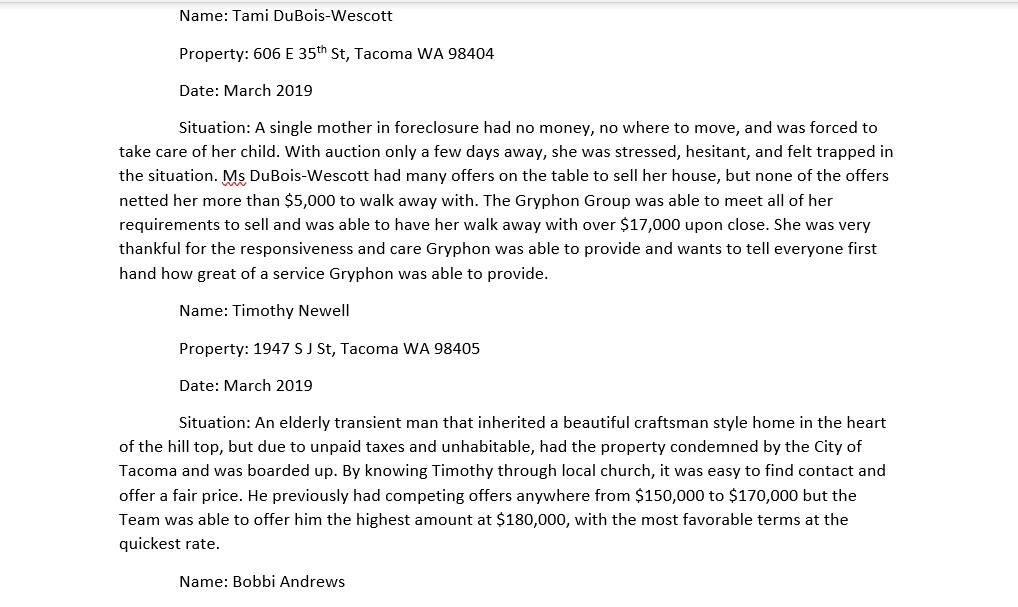 Name: Tami DuBois-Wescott
Property: 606 E 35th St, Tacoma WA 98404
Date: March 2019
Situation: A single mother in foreclosure had no money, no where to move, and was forced to
take care of her child. With auction only a few days away, she was stressed, hesitant, and felt trapped in
the situation. Ms DuBois-Wescott had many offers on the table to sell her house, but none of the offers
netted her more than $5,000 to walk away with. The Gryphon Group was able to meet all of her
requirements to sell and was able to have her walk away with over $17,000 upon close. She was very
thankful for the responsiveness and care Gryphon was able to provide and wants to tell everyone first
hand how great of a service Gryphon was able to provide.
Name: Timothy Newell
Property: 1947 S J St, Tacoma WA 98405
Date: March 2019
Situation: An elderly transient man that inherited a beautiful craftsman style home in the heart
of the hill top, but due to unpaid taxes and unhabitable, had the property condemned by the City of
Tacoma and was boarded up. By knowing Timothy through local church, it was easy to find contact and
offer a fair price. He previously had competing offers anywhere from $150,000 to $170,000 but the
Team was able to offer him the highest amount at $180,000, with the most favorable terms at the
quickest rate.
Name: Bobbi Andrews